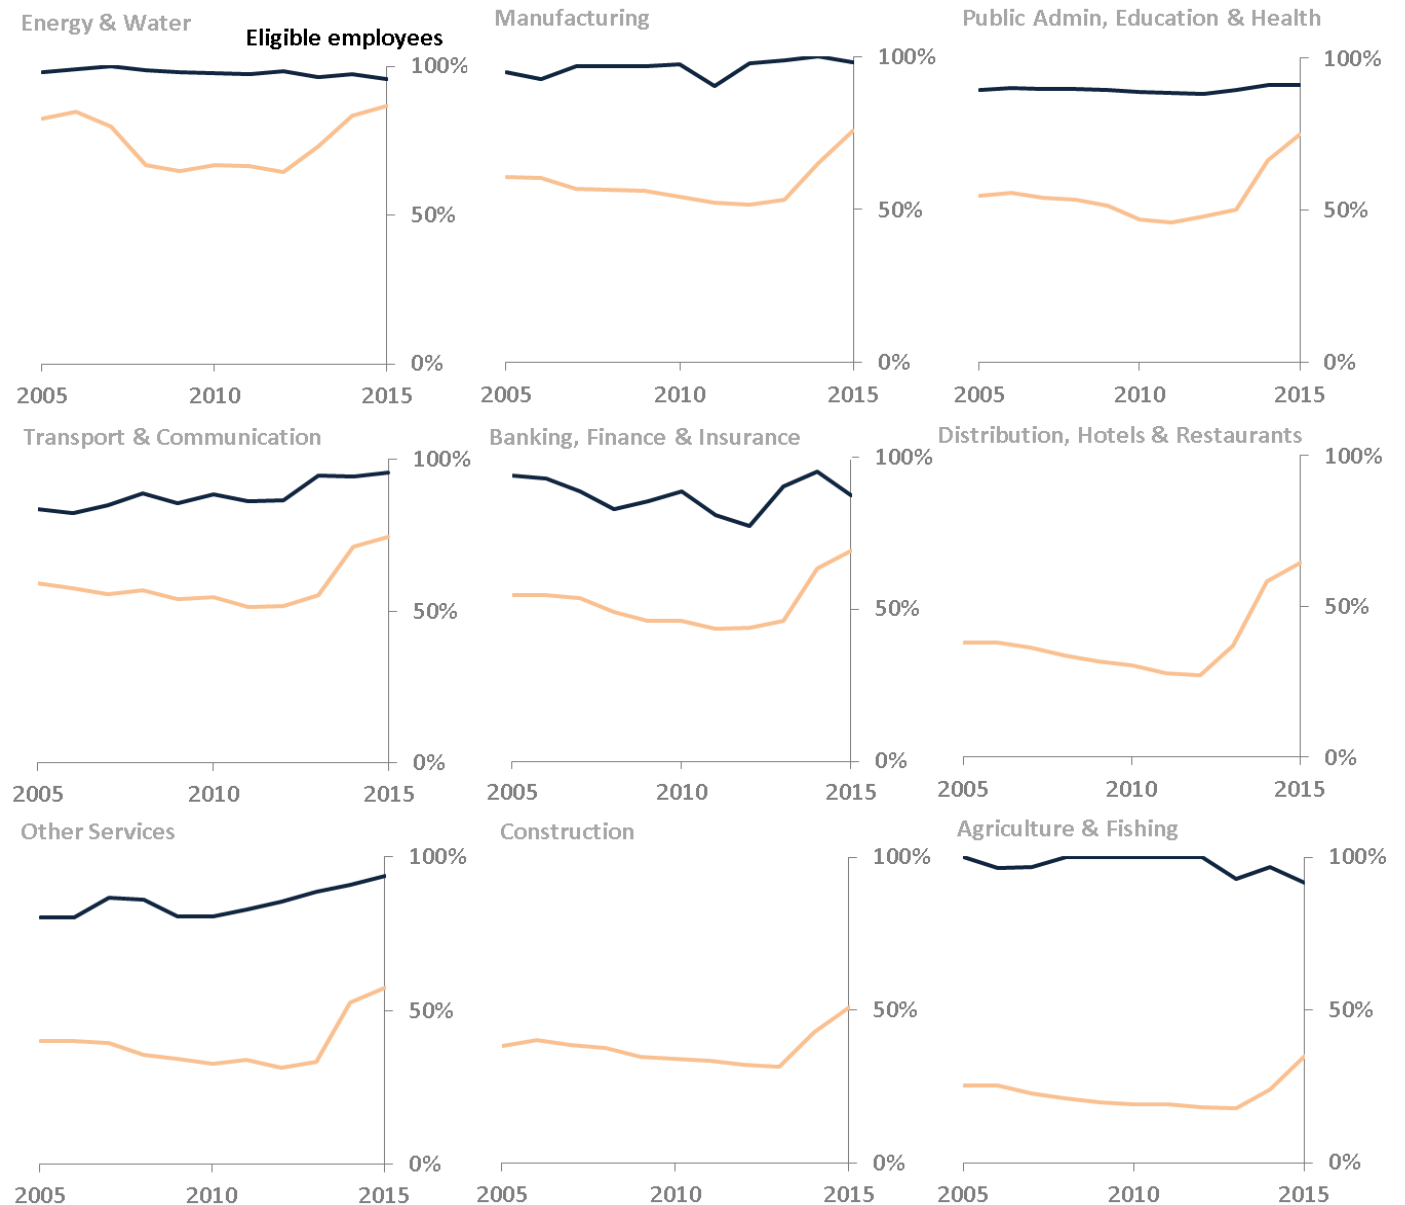 Energy & Water
Eligible employees
100%
50%
0%
2005 2010 2015
Manufacturing
100%
50%
0%
2005 2010 2015
Public Admin, Education & Health
100%
50%
0%
2005 2010 2015
Transport & Communication
100%
50%
0%
2005 2010 2015
Banking, Finance & Insurance
100%
50%
0%
2005 2010 2015
Distribution, Hotels & Restaurants
100%
50%
0%
2005 2010 2015
Other Services
100%
50%
0%
2005 2010 2015
Construction
100%
50%
0%
2005 2010 2015
Agriculture & Fishing
100%
50%
0%
2005 2010 2015